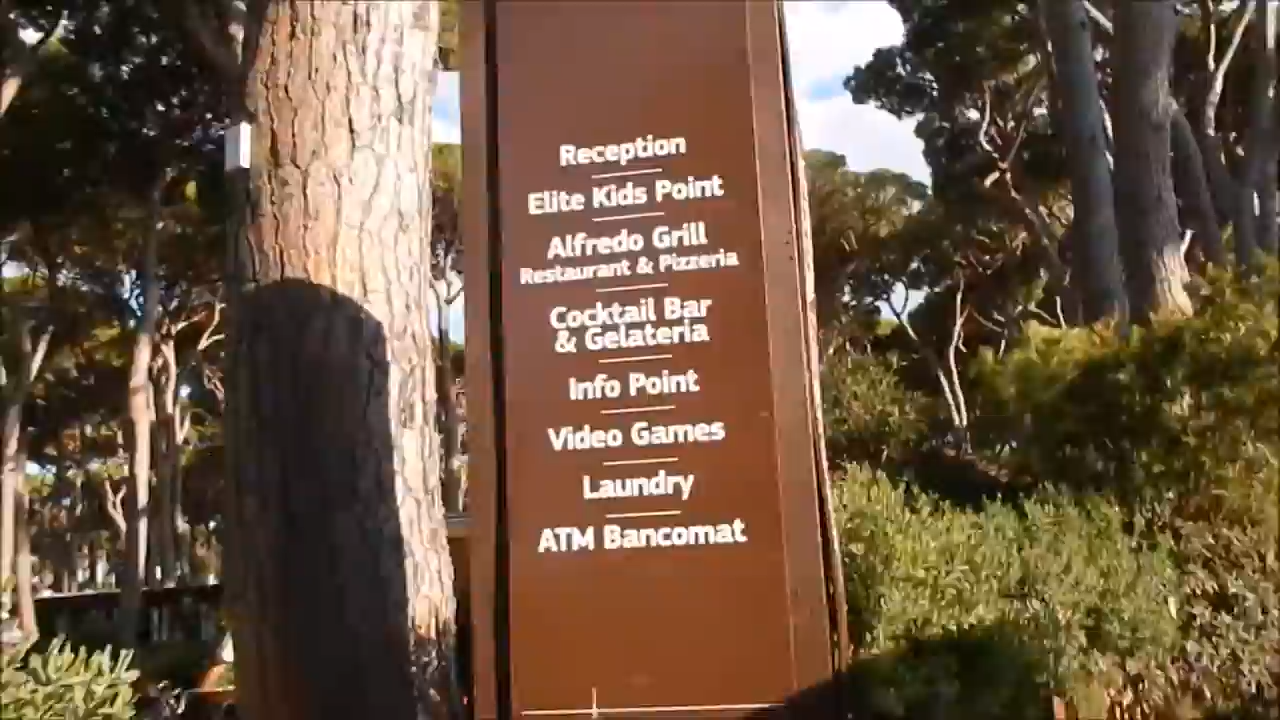 Reception
Elite Kids Point
Alfredo Grill
Restaurant & Pizzeria
Cocktail Bar
& Gelateria
Info Point
Video Games
Laundry
ATM Bancomat